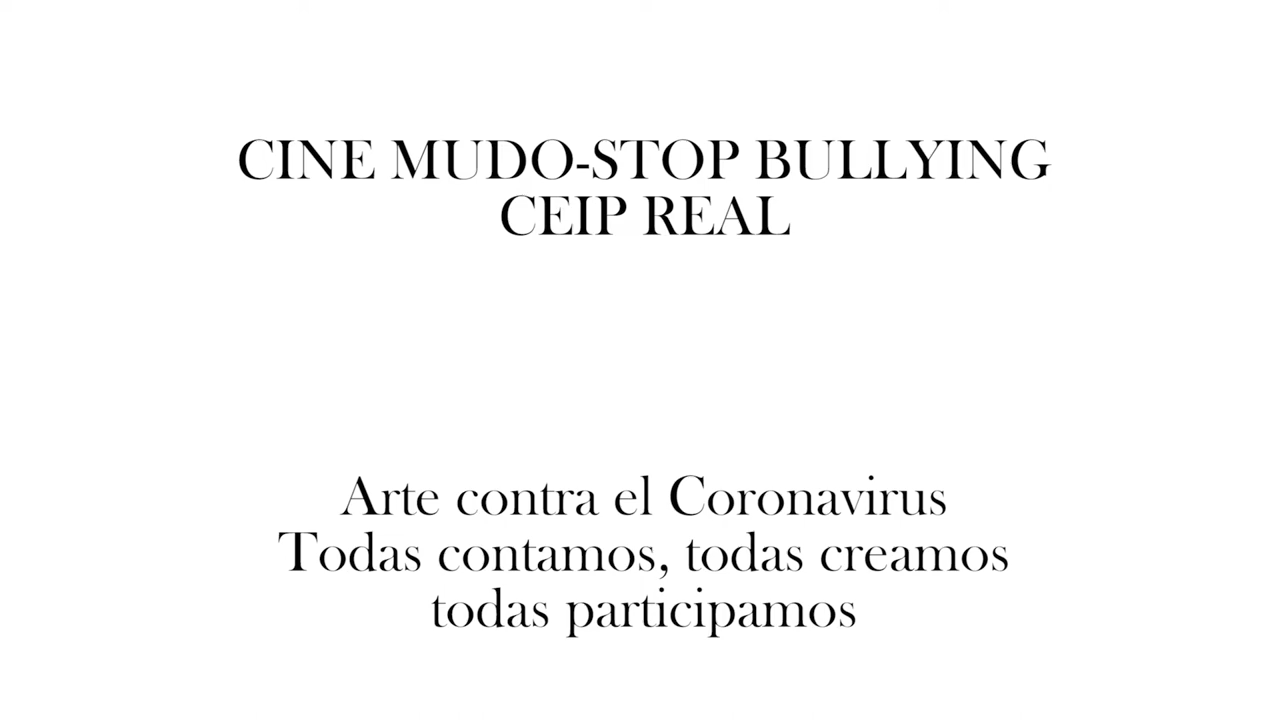 CINE MUDO-STOP BULLYING
CEIP REAL
Arte contra el Coronavirus
Todas contamos, todas creamos
todas participamos